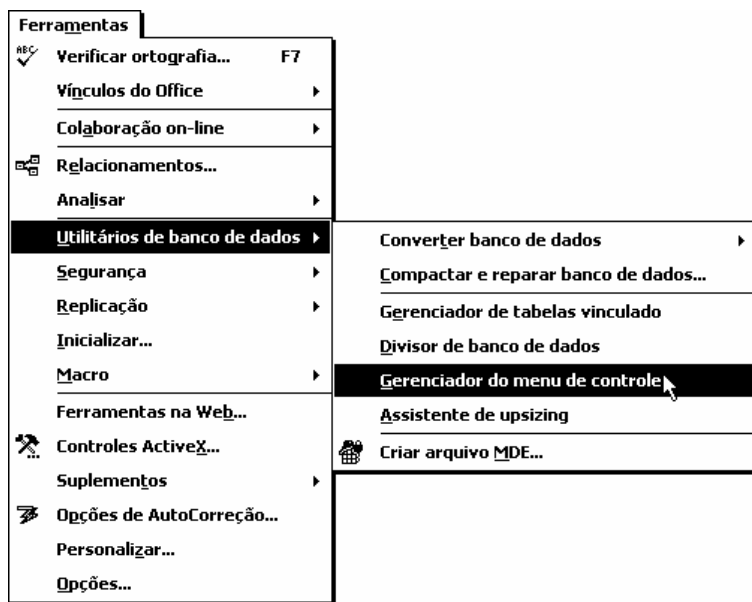 Ferramentas
ABC
Verificar ortografia... F7
Vínculos do Office
Colaboração on-line
Relacionamentos...
Analisar
Utilitários de banco de dados
Segurança
Replicação
Inicializar...
Macro
Ferramentas na Web...
Controles ActiveX...
Suplementos
Opções de AutoCorreção...
Personalizar...
Opções...
Converter banco de dados
Compactar e reparar banco de dados...
Gerenciador de tabelas vinculado
Divisor de banco de dados
Gerenciador do menu de controle
Assistente de upsizing
Criar arquivo MDE...